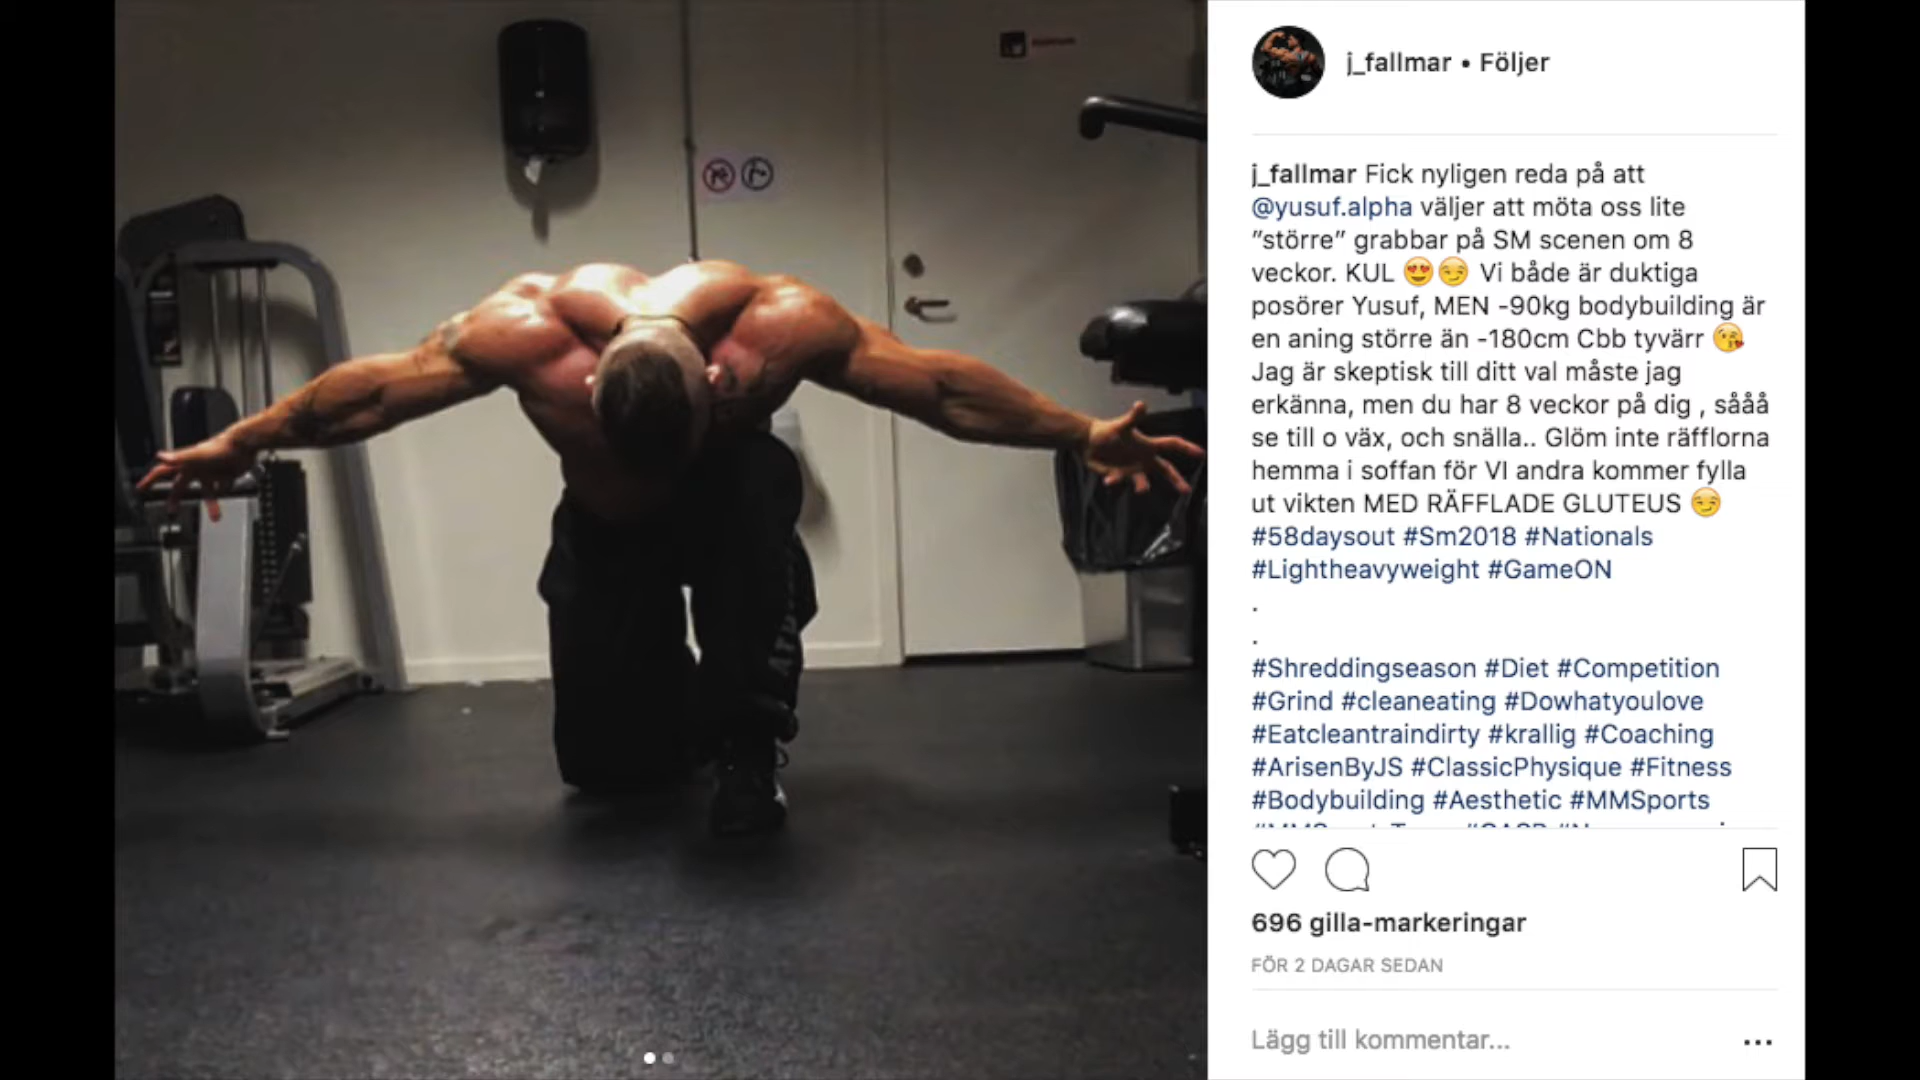 j_fallmar • Följer
j_fallmar Fick nyligen reda på att
@yusuf.alpha väljer att möta oss lite
"större" grabbar på SM scenen om 8
veckor. KUL 😍😏 Vi både är duktiga
posörer Yusuf, MEN -90kg bodybuilding är
en aning större än -180cm Cbb tyvärr 😘
Jag är skeptisk till ditt val måste jag
erkänna, men du har 8 veckor på dig , sååå
se till o väx, och snälla.. Glöm inte räfflorna
hemma i soffan för VI andra kommer fylla
ut vikten MED RÄFFLADE GLUTEUS 😏
#58daysout #Sm2018 #Nationals
#Lightheavyweight #GameON
.
.
#Shreddingseason #Diet #Competition
#Grind #cleaneating #Dowhatyoulove
#Eatcleantraindirty #krallig #Coaching
#ArisenByJS #ClassicPhysique #Fitness
#Bodybuilding #Aesthetic #MMSports
696 gilla-markeringar
FÖR 2 DAGAR SEDAN
Lägg till kommentar...